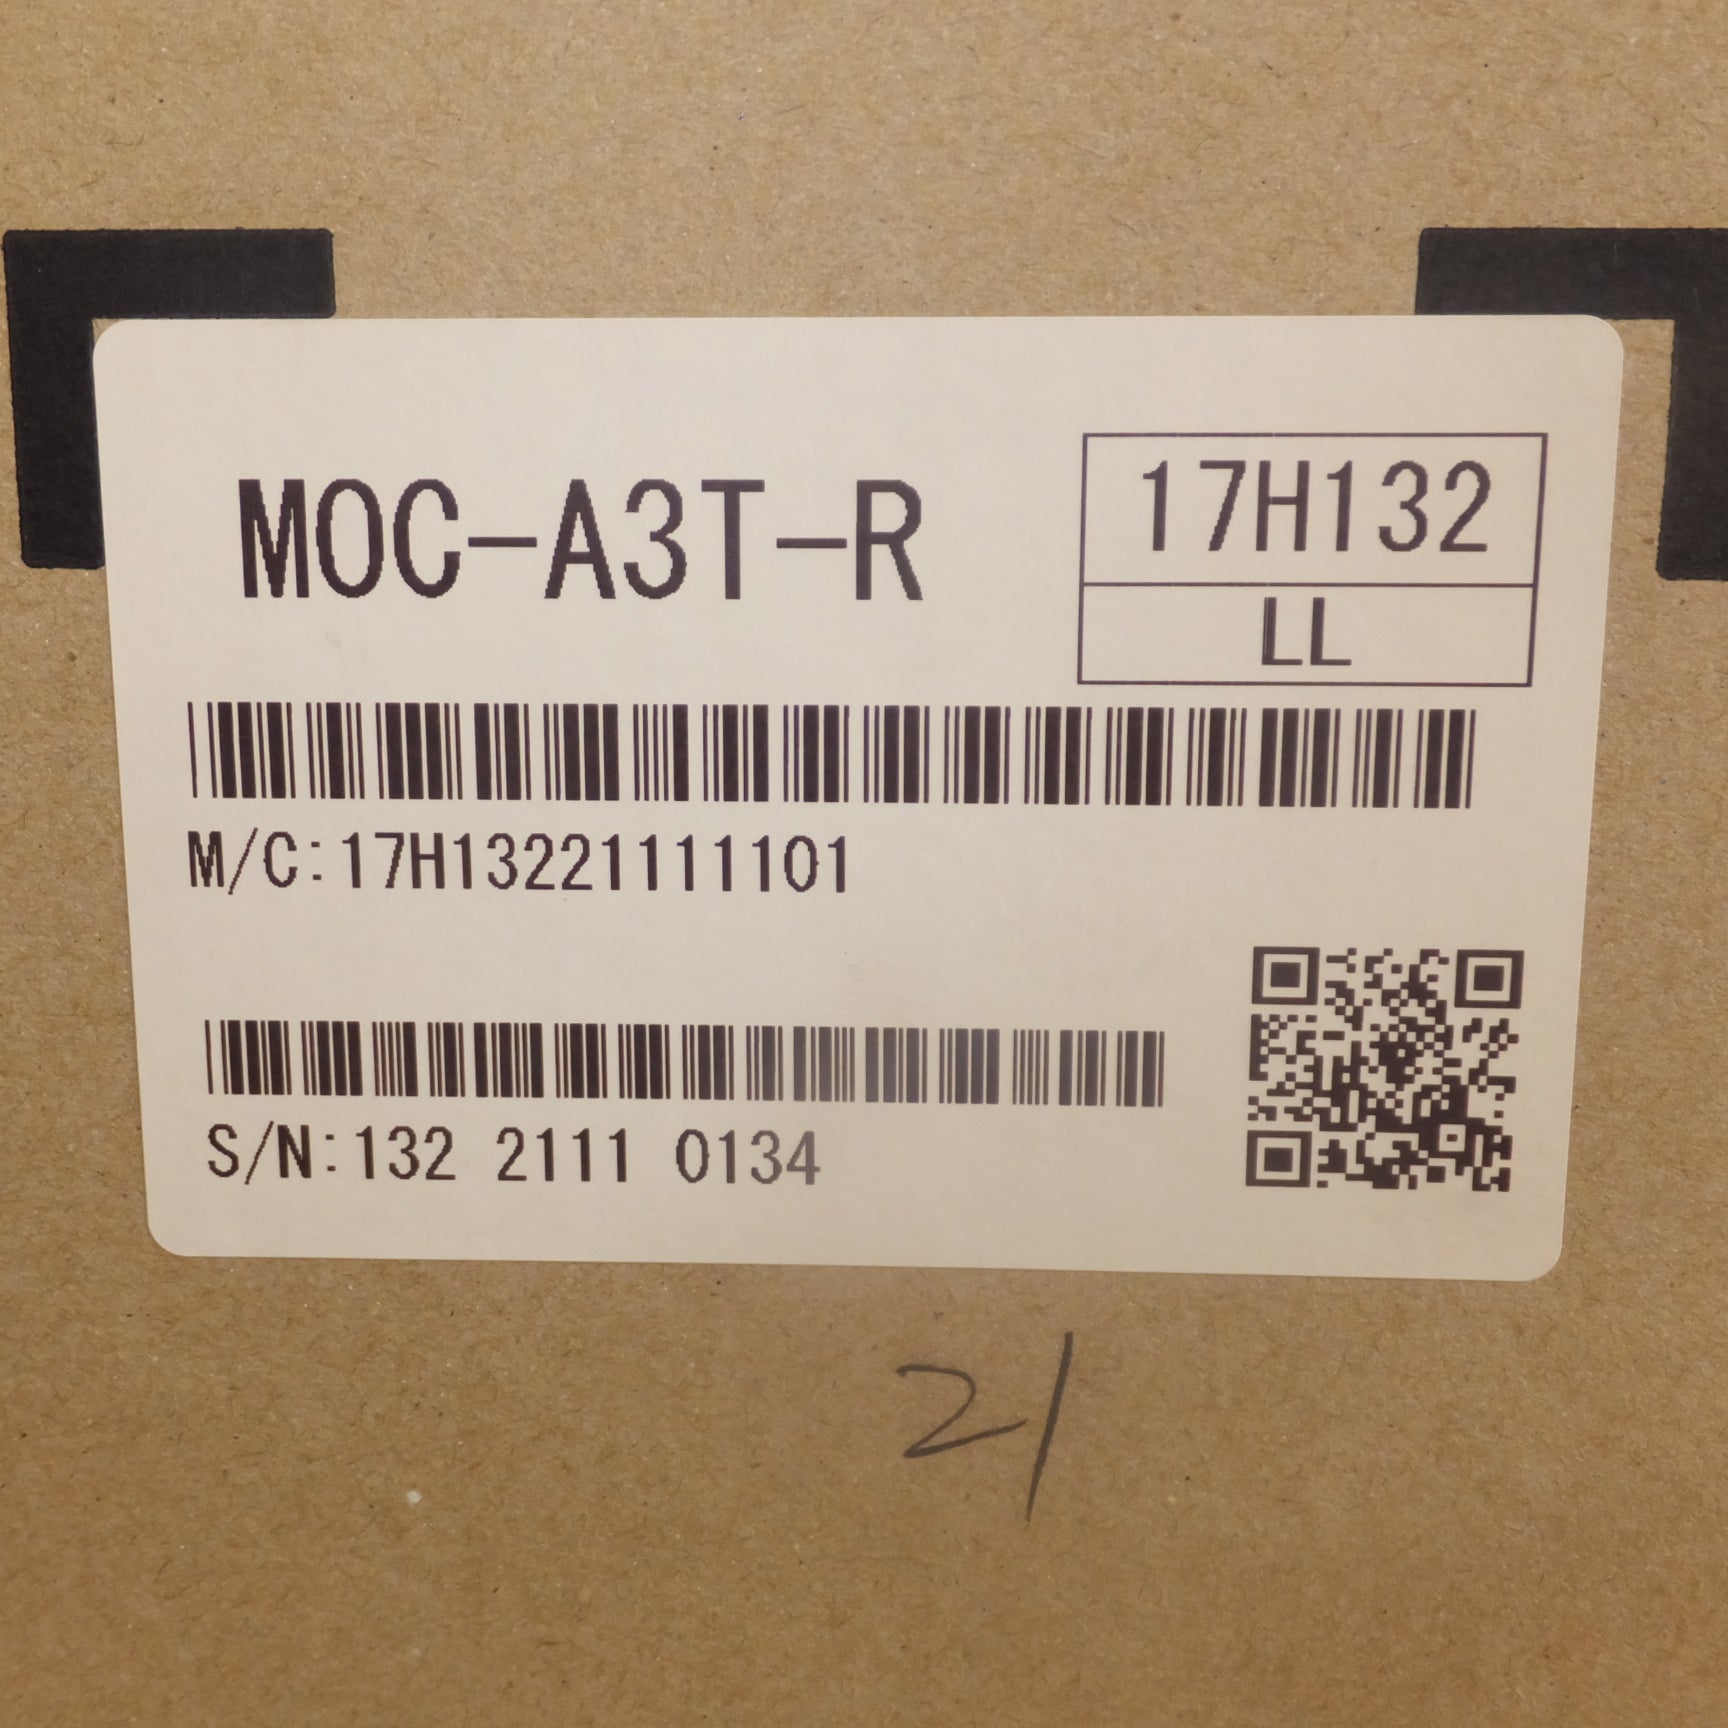 MOC-A3T-R
17H132
LL
M/C:17H13221111101
S/N:132 2111 0134
21